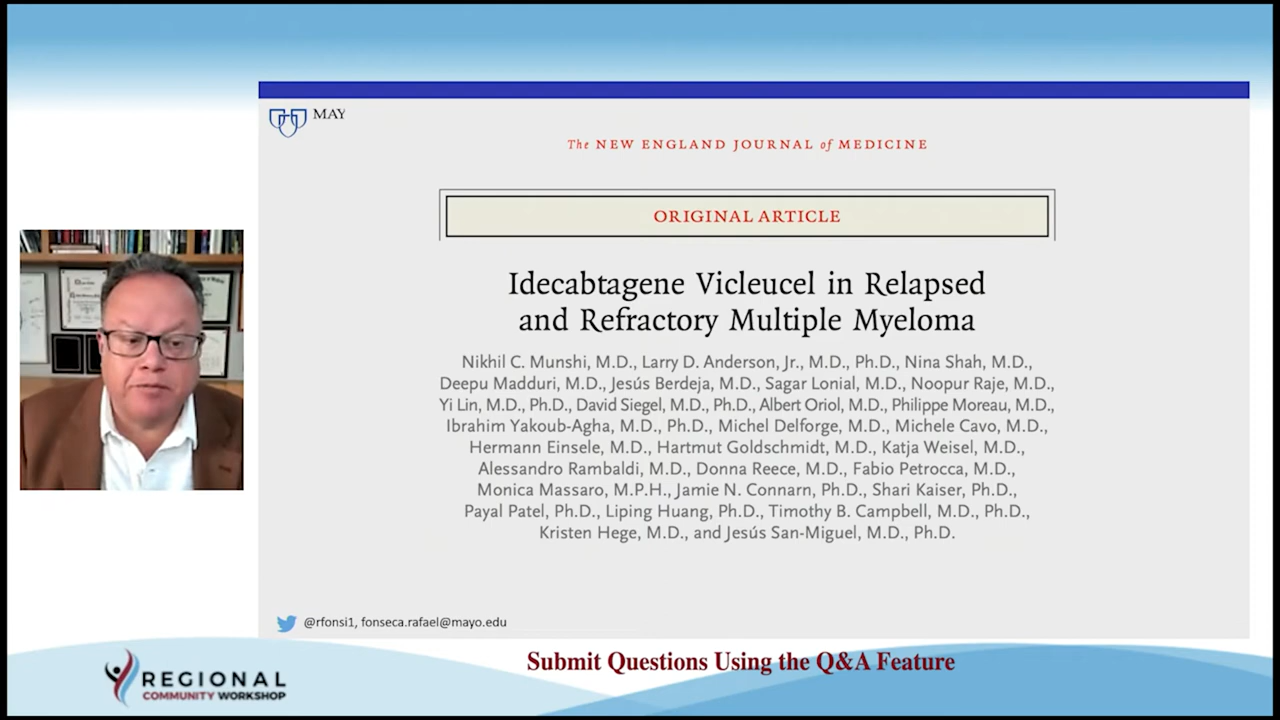 MAY
The NEW ENGLAND JOURNAL of MEDICINE
ORIGINAL ARTICLE
Idecabtagene Vicleucel in Relapsed
and Refractory Multiple Myeloma
Nikhil C. Munshi, M.D., Larry D. Anderson, Jr., M.D., Ph.D., Nina Shah, M.D.,
Deepu Madduri, M.D., Jesús Berdeja, M.D., Sagar Lonial, M.D., Noopur Raje, M.D.,
Yi Lin, M.D., Ph.D., David Siegel, M.D., Ph.D., Albert Oriol, M.D., Philippe Moreau, M.D.,
Ibrahim Yakoub-Agha, M.D., Ph.D., Michel Delforge, M.D., Michele Cavo, M.D.,
Hermann Einsele, M.D., Hartmut Goldschmidt, M.D., Katja Weisel, M.D.,
Alessandro Rambaldi, M.D., Donna Reece, M.D., Fabio Petrocca, M.D.,
Monica Massaro, M.P.H., Jamie N. Connarn, Ph.D., Shari Kaiser, Ph.D.,
Payal Patel, Ph.D., Liping Huang, Ph.D., Timothy B. Campbell, M.D., Ph.D.,
Kristen Hege, M.D., and Jesús San-Miguel, M.D., Ph.D.
@rfonsi1, fonseca.rafael@mayo.edu
Submit Questions Using the Q&A Feature
REGIONAL
COMMUNITY WORKSHOP